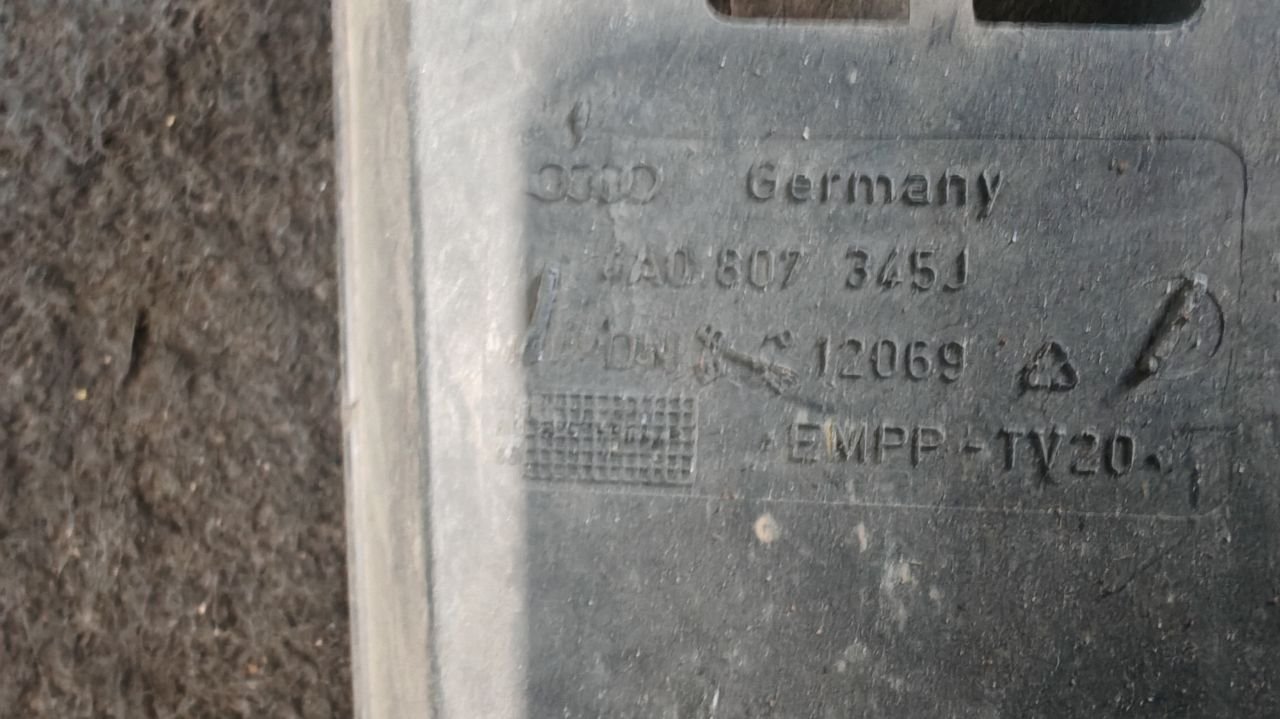 Germany
4A0 807 345J
12069
EMPP-TV20